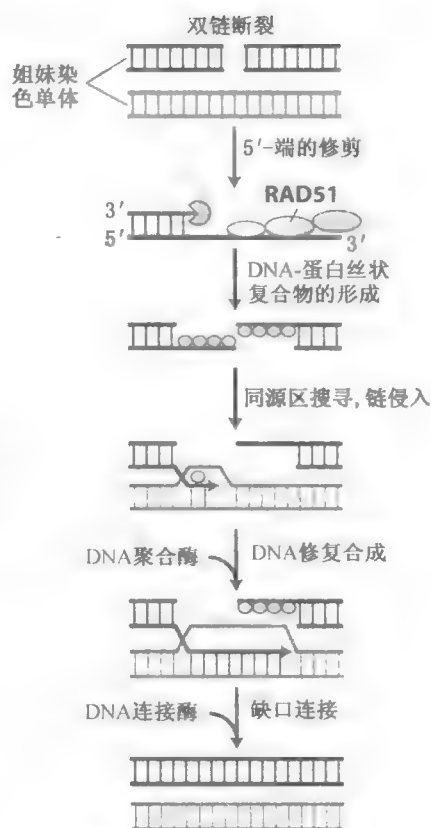 双链断裂
姐妹染
色单体
5′-端的修剪
RAD51
3′
5′
3′
DNA-蛋白丝状
复合物的形成
同源区搜寻, 链侵入
DNA聚合酶
DNA修复合成
DNA连接酶
缺口连接